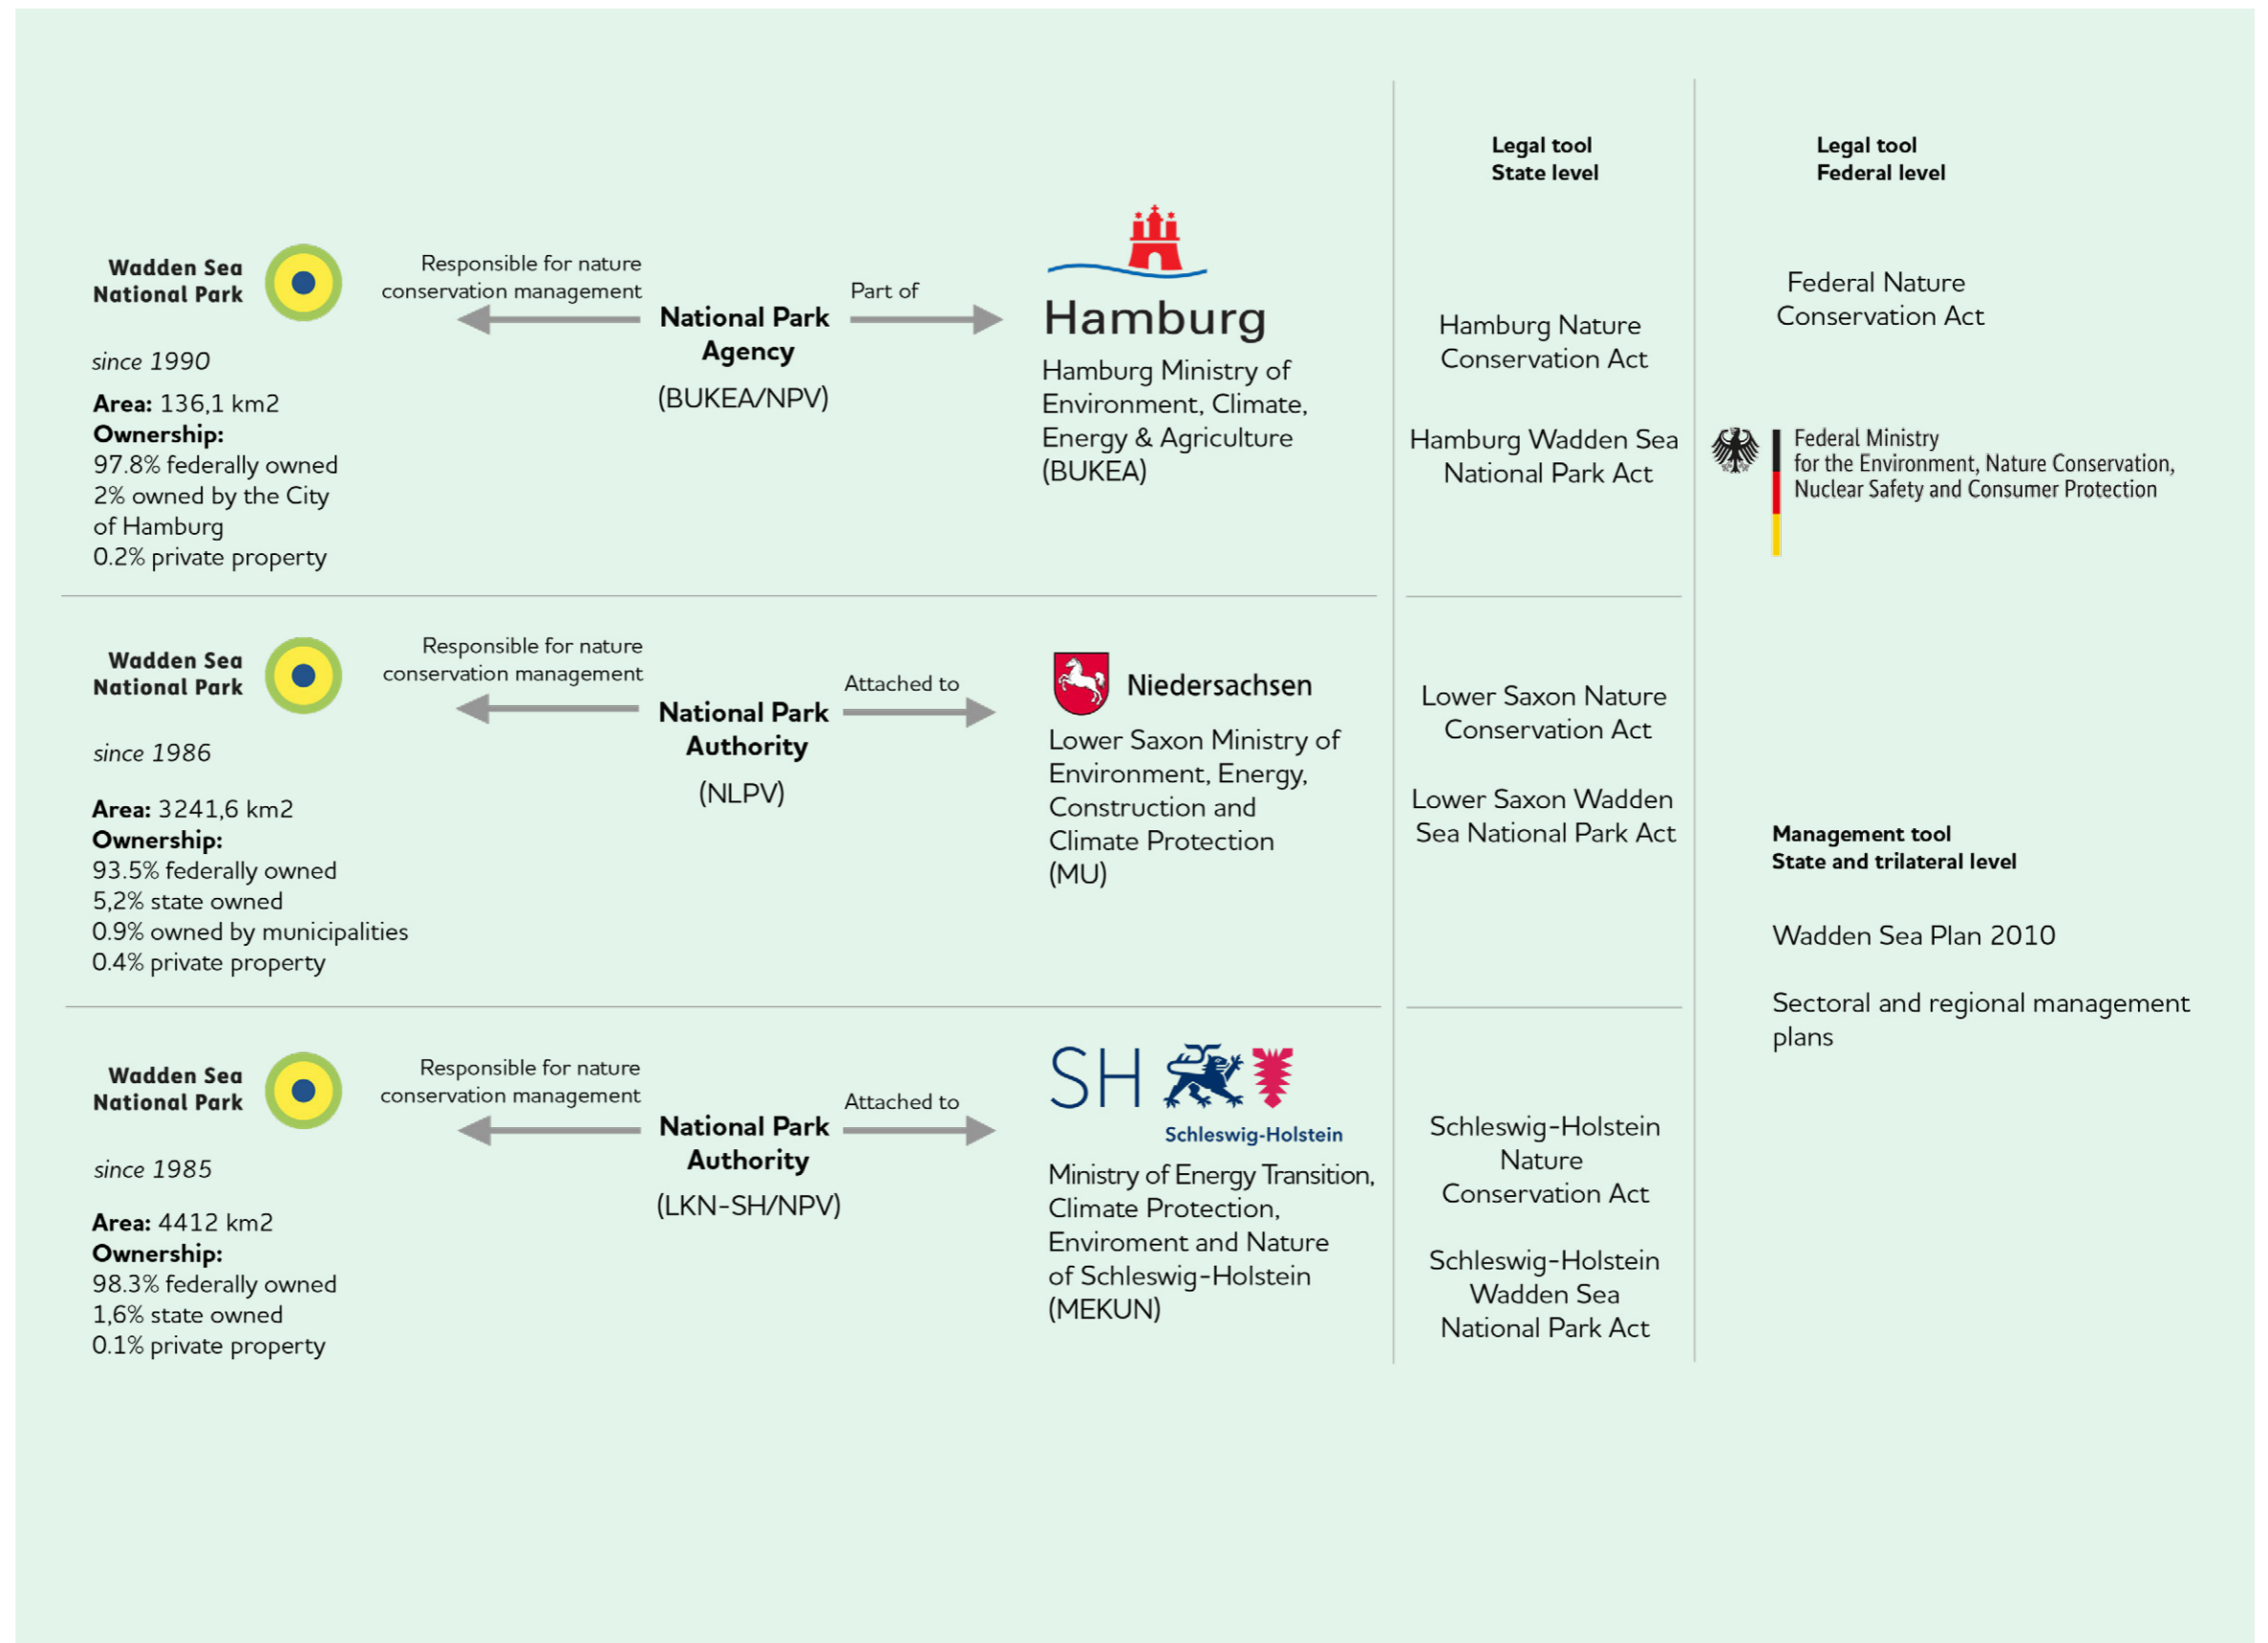 Legal tool
State level
Legal tool
Federal level
Wadden Sea
National Park
since 1990
Area: 136,1 km2
Ownership:
97.8% federally owned
2% owned by the City
of Hamburg
0.2% private property
Responsible for nature
conservation management
National Park
Agency
(BUKEA/NPV)
Part of
Hamburg
Hamburg Ministry of
Environment, Climate,
Energy & Agriculture
(BUKEA)
Hamburg Nature
Conservation Act
Hamburg Wadden Sea
National Park Act
Federal Nature
Conservation Act
Federal Ministry
for the Environment, Nature Conservation,
Nuclear Safety and Consumer Protection
Wadden Sea
National Park
since 1986
Area: 3241,6 km2
Ownership:
93.5% federally owned
5,2% state owned
0.9% owned by municipalities
0.4% private property
Responsible for nature
conservation management
National Park
Authority
(NLPV)
Attached to
Niedersachsen
Lower Saxon Ministry of
Environment, Energy,
Construction and
Climate Protection
(MU)
Lower Saxon Nature
Conservation Act
Lower Saxon Wadden
Sea National Park Act
Management tool
State and trilateral level
Wadden Sea Plan 2010
Sectoral and regional management
plans
Wadden Sea
National Park
since 1985
Area: 4412 km2
Ownership:
98.3% federally owned
1,6% state owned
0.1% private property
Responsible for nature
conservation management
National Park
Authority
(LKN-SH/NPV)
Attached to
SH
Schleswig-Holstein
Ministry of Energy Transition,
Climate Protection,
Enviroment and Nature
of Schleswig-Holstein
(MEKUN)
Schleswig-Holstein
Nature
Conservation Act
Schleswig-Holstein
Wadden Sea
National Park Act